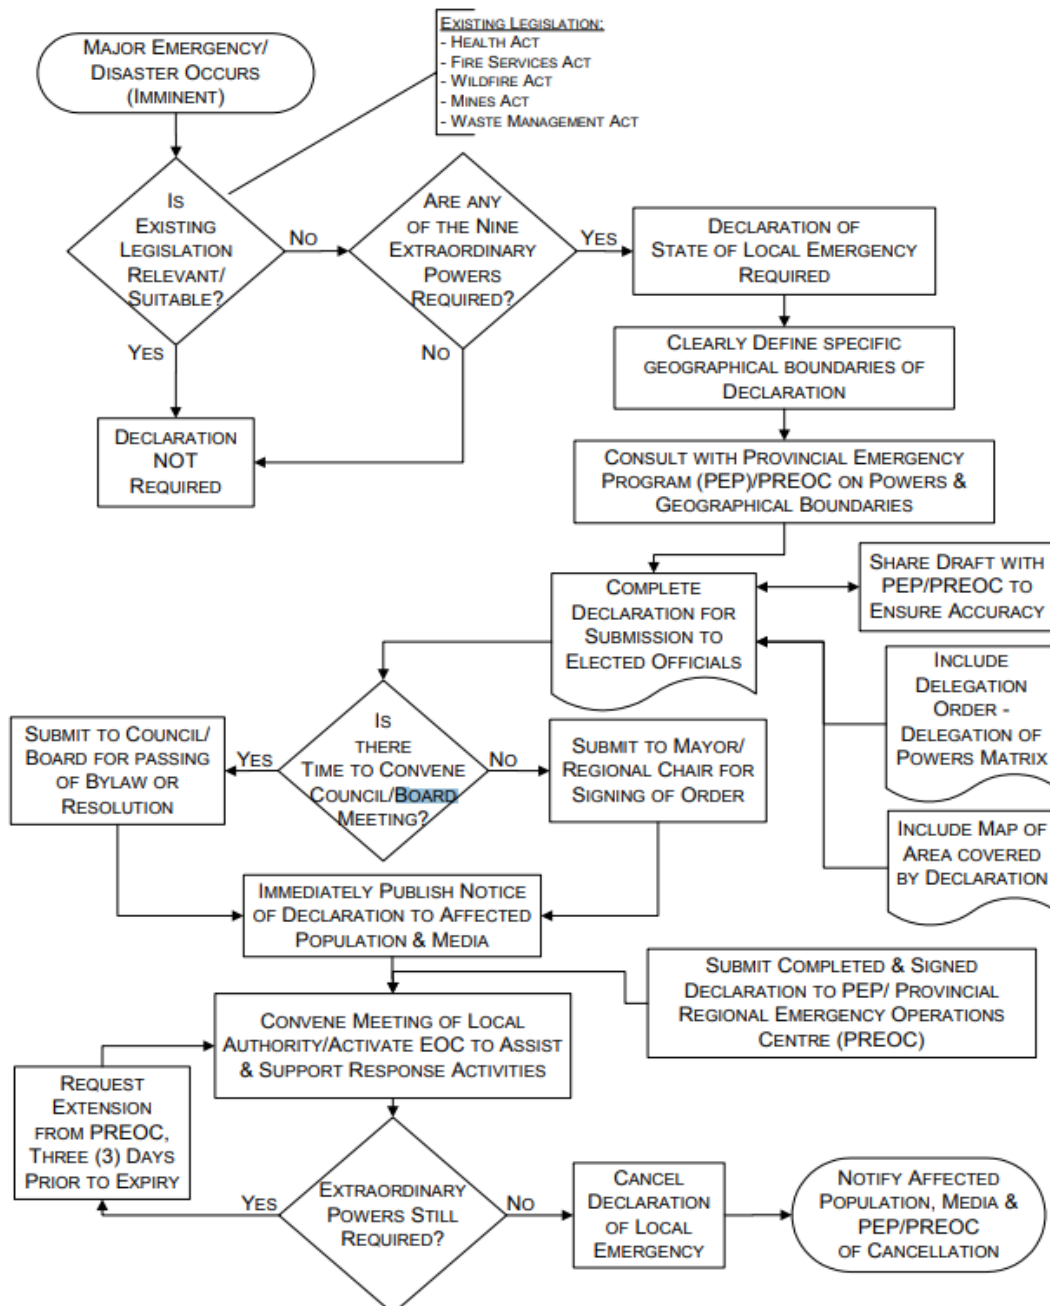 MAJOR EMERGENCY/
DISASTER OCCURS
(IMMINENT)
EXISTING LEGISLATION:
- HEALTH ACT
- FIRE SERVICES ACT
- WILDFIRE ACT
- MINES ACT
- WASTE MANAGEMENT ACT
IS
EXISTING
LEGISLATION
RELEVANT/
SUITABLE?
NO
YES
ARE ANY
OF THE NINE
EXTRAORDINARY
POWERS
REQUIRED?
YES
NO
DECLARATION OF
STATE OF LOCAL EMERGENCY
REQUIRED
DECLARATION
NOT
REQUIRED
CLEARLY DEFINE SPECIFIC
GEOGRAPHICAL BOUNDARIES OF
DECLARATION
CONSULT WITH PROVINCIAL EMERGENCY
PROGRAM (PEP)/PREOC ON POWERS &
GEOGRAPHICAL BOUNDARIES
COMPLETE
DECLARATION FOR
SUBMISSION TO
ELECTED OFFICIALS
SHARE DRAFT WITH
PEP/PREOC TO
ENSURE ACCURACY
INCLUDE
DELEGATION
ORDER -
DELEGATION OF
POWERS MATRIX
INCLUDE MAP OF
AREA COVERED
BY DECLARATION
IS
THERE
TIME TO CONVENE
COUNCIL/BOARD
MEETING?
YES
NO
SUBMIT TO COUNCIL/
BOARD FOR PASSING
OF BYLAW OR
RESOLUTION
SUBMIT TO MAYOR/
REGIONAL CHAIR FOR
SIGNING OF ORDER
IMMEDIATELY PUBLISH NOTICE
OF DECLARATION TO AFFECTED
POPULATION & MEDIA
SUBMIT COMPLETED & SIGNED
DECLARATION TO PEP/ PROVINCIAL
REGIONAL EMERGENCY OPERATIONS
CENTRE (PREOC)
CONVENE MEETING OF LOCAL
AUTHORITY/ACTIVATE EOC TO ASSIST
& SUPPORT RESPONSE ACTIVITIES
REQUEST
EXTENSION
FROM PREOC,
THREE (3) DAYS
PRIOR TO EXPIRY
YES
EXTRAORDINARY
POWERS STILL
REQUIRED?
NO
CANCEL
DECLARATION
OF LOCAL
EMERGENCY
NOTIFY AFFECTED
POPULATION, MEDIA &
PEP/PREOC
OF CANCELLATION